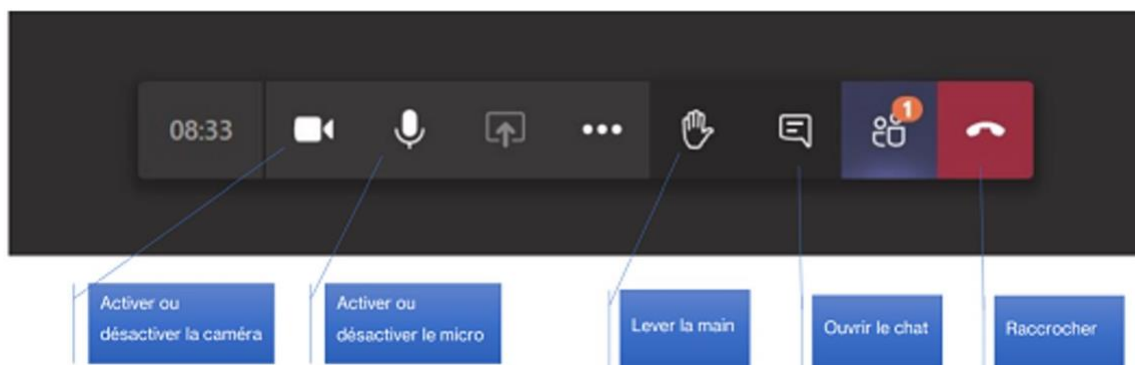 08:33
1
Activer ou
désactiver la caméra
Activer ou
désactiver le micro
Lever la main
Ouvrir le chat
Raccrocher